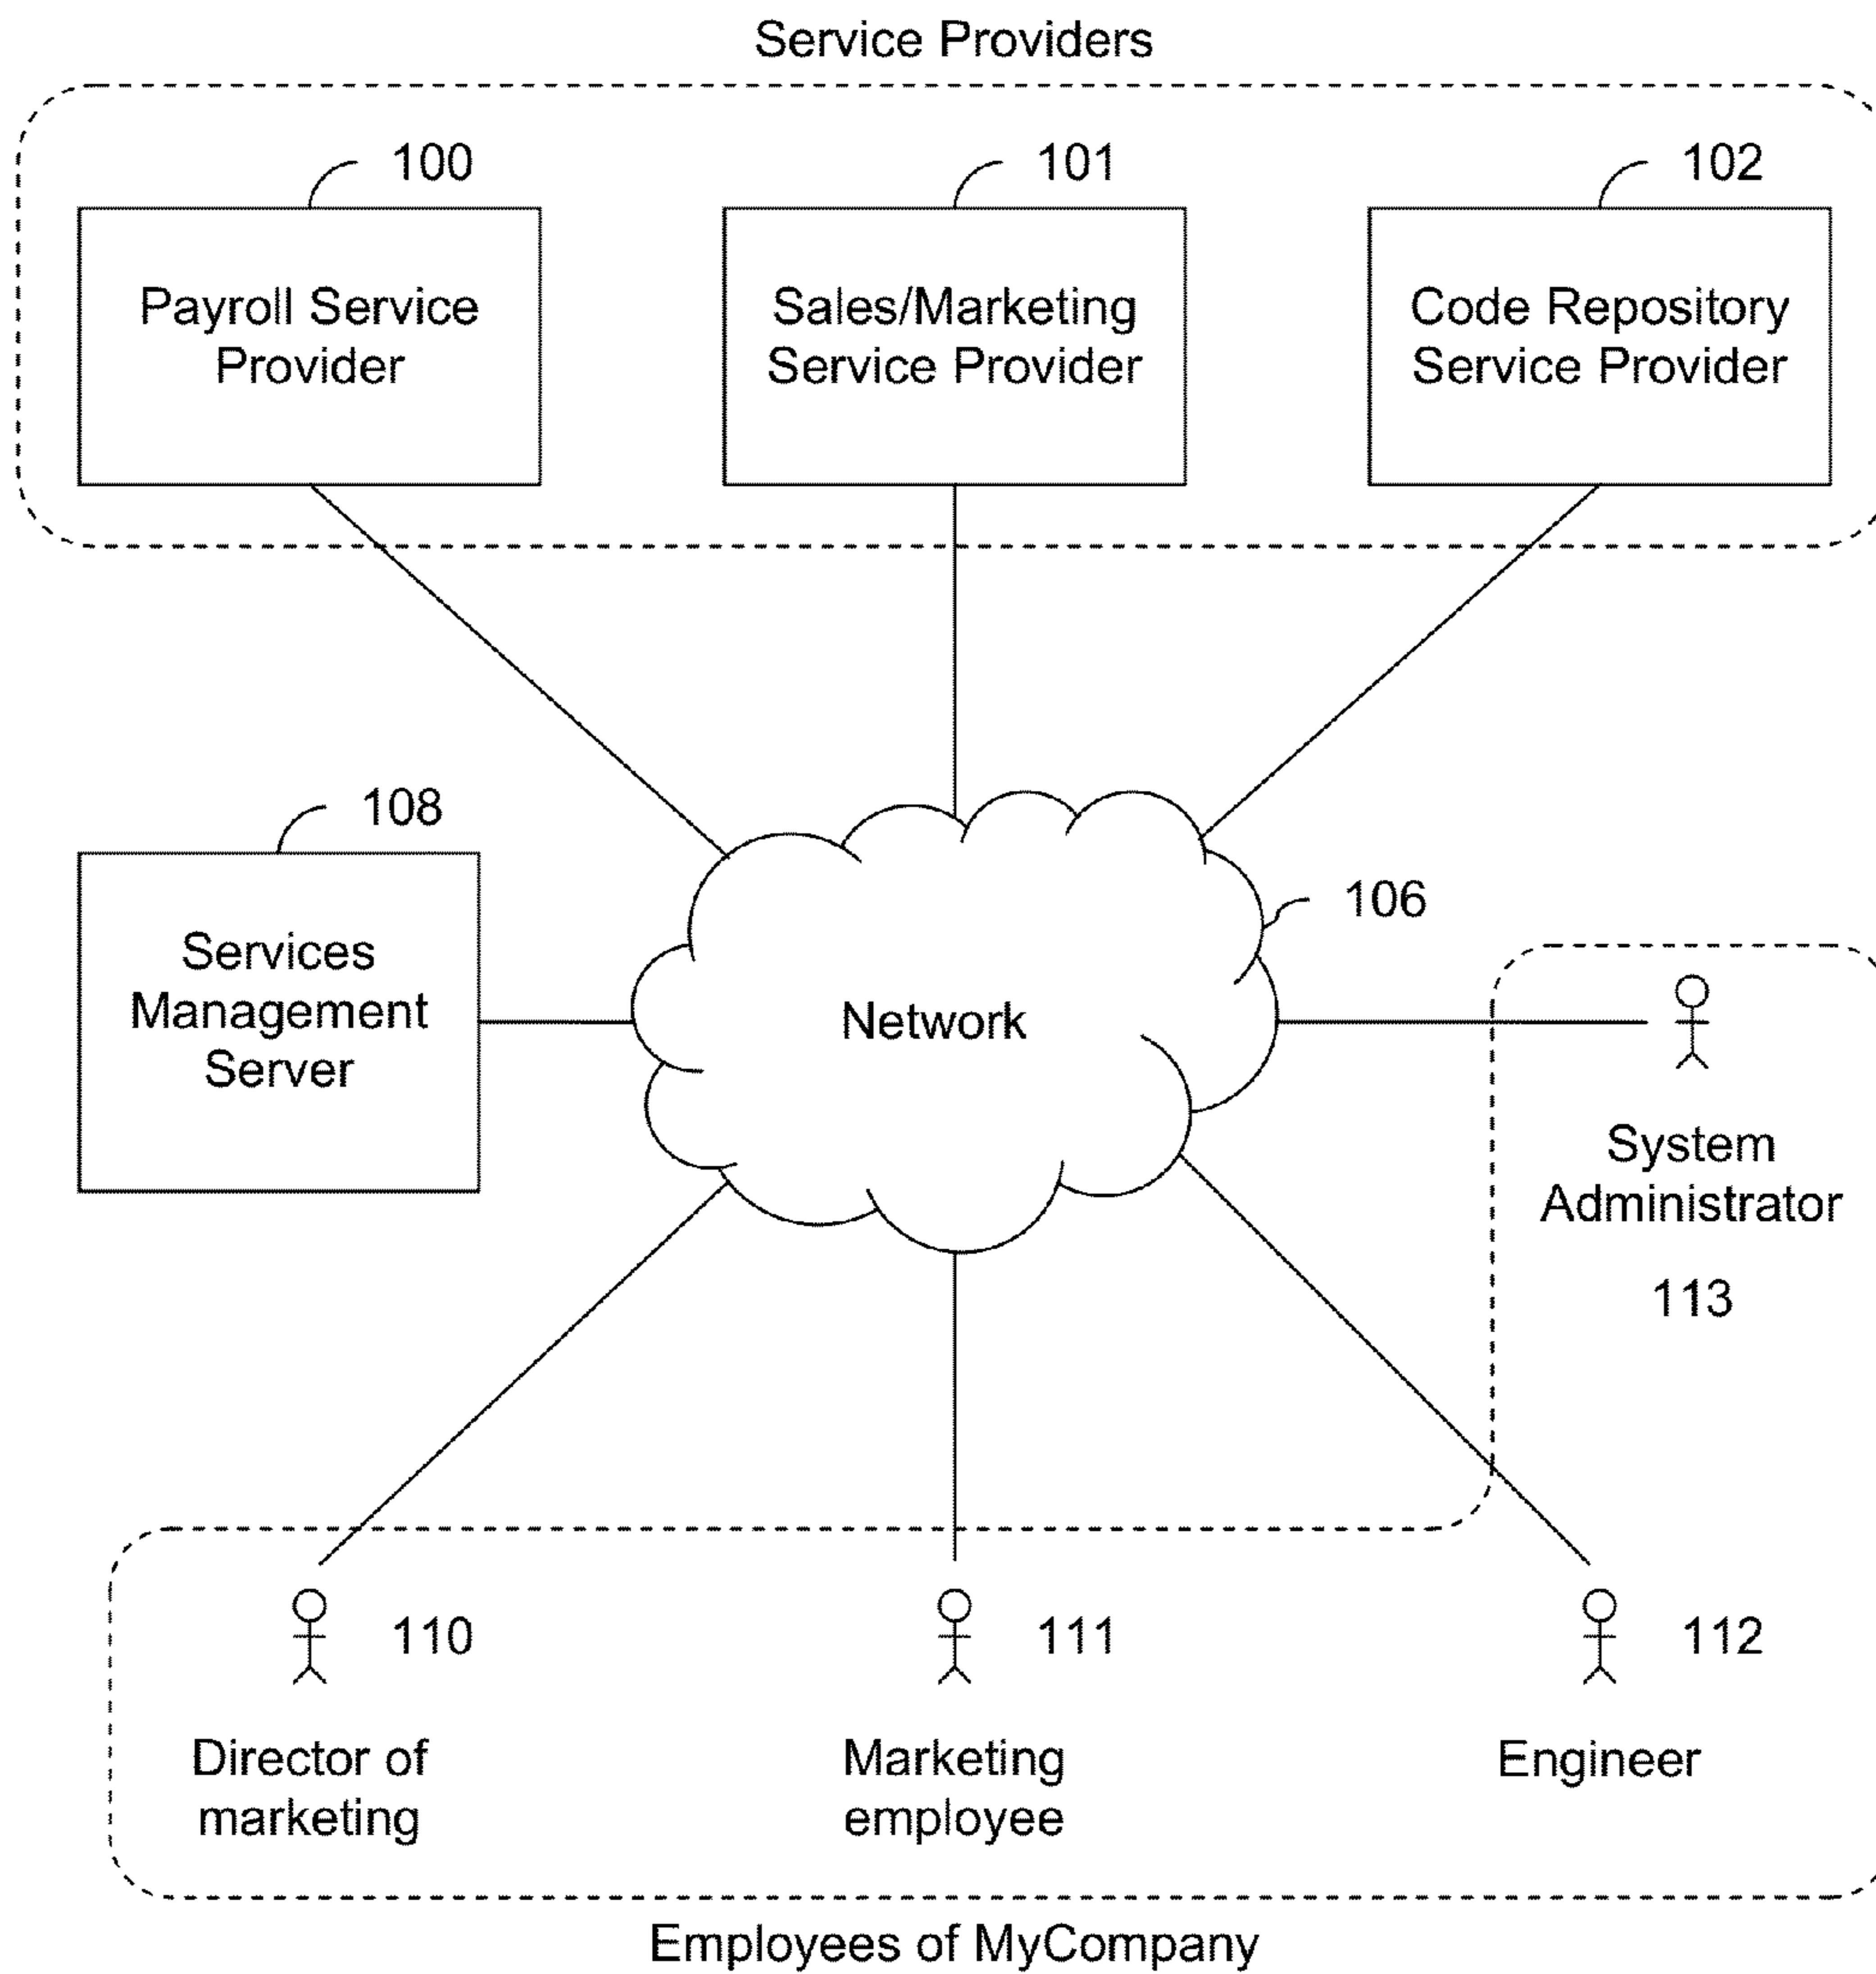 Service Providers
100
101
102
Payroll Service
Provider
Sales/Marketing
Service Provider
Code Repository
Service Provider
108
Services
Management
Server
106
Network
System
Administrator
113
110
111
112
Director of
marketing
Marketing
employee
Engineer
Employees of MyCompany